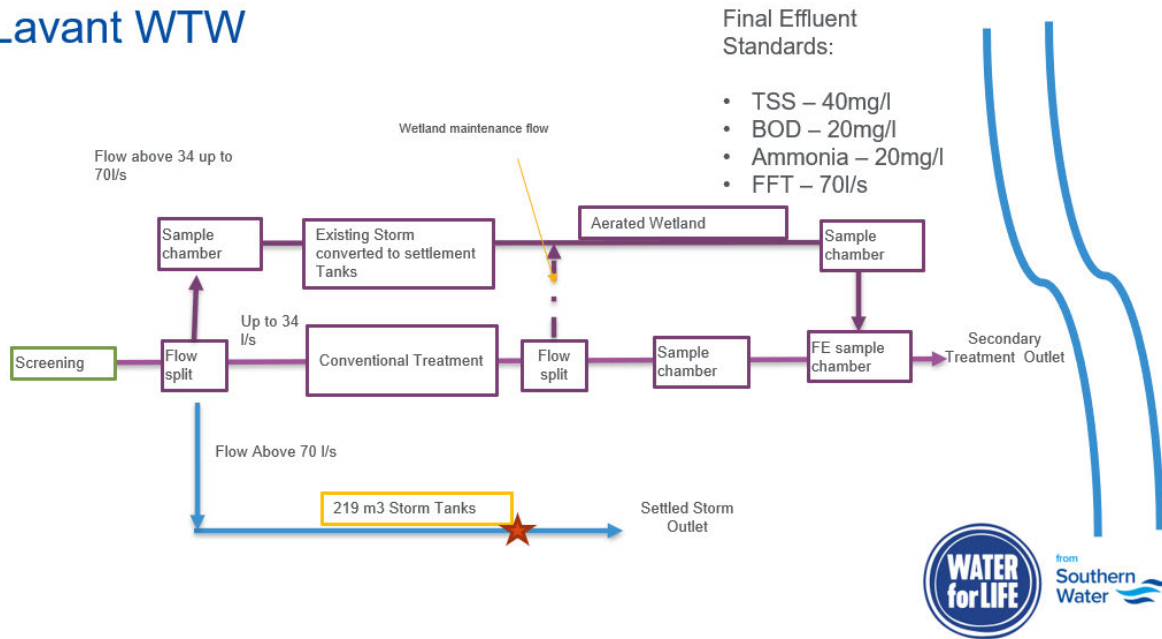 Lavant WTW
Final Effluent
Standards:
• TSS – 40mg/l
• BOD – 20mg/l
• Ammonia – 20mg/l
• FFT – 70l/s
Wetland maintenance flow
Flow above 34 up to
70l/s
Sample
chamber
Existing Storm
converted to settlement
Tanks
Aerated Wetland
Sample
chamber
Screening
Flow
split
Up to 34
l/s
Conventional Treatment
Flow
split
Sample
chamber
FE sample
chamber
Secondary
Treatment Outlet
Flow Above 70 l/s
219 m3 Storm Tanks
Settled Storm
Outlet
WATER
for LIFE
from
Southern
Water